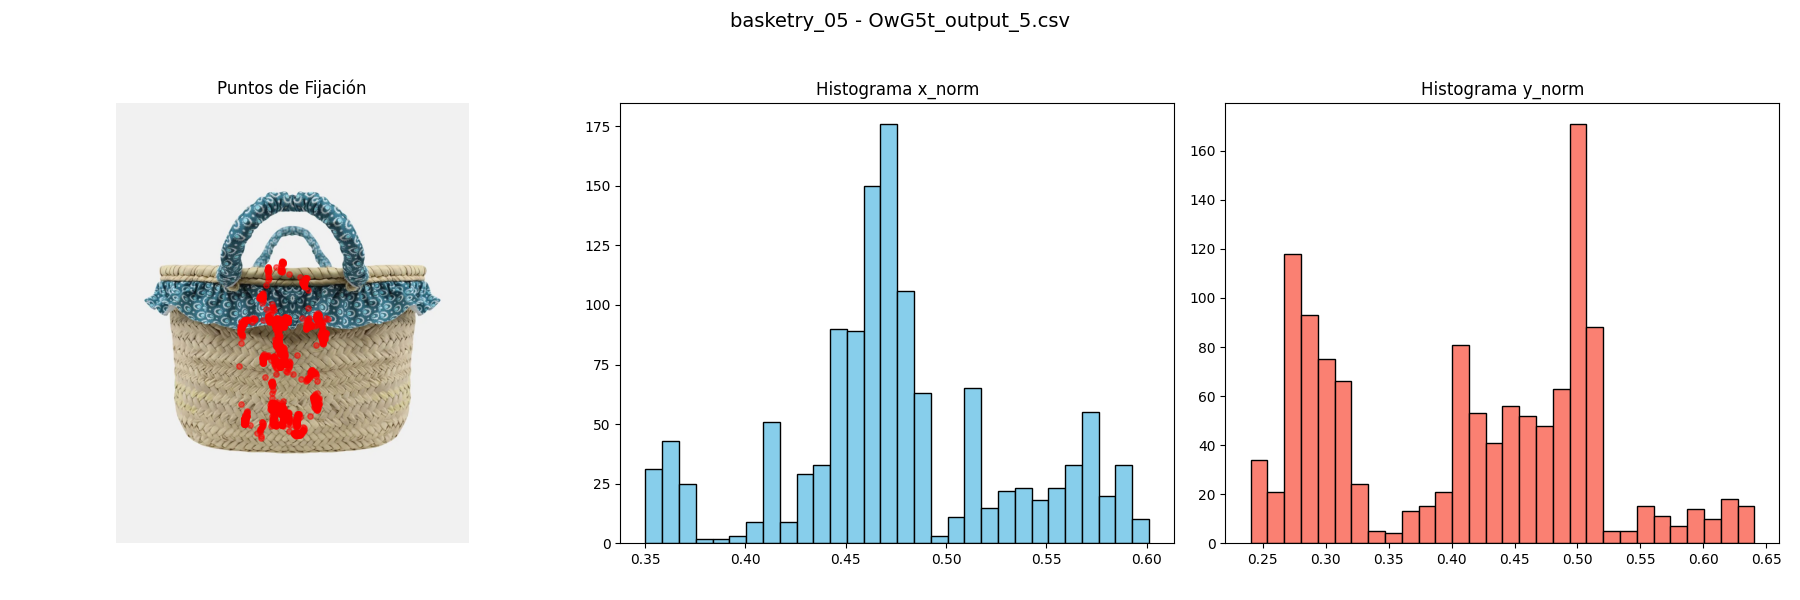 basketry_05 - OwG5t_output_5.csv
Puntos de Fijación
Histograma x_norm
175
150
125
100
75
50
25
0
0.35 0.40 0.45 0.50 0.55 0.60
Histograma y_norm
160
140
120
100
80
60
40
20
0
0.25 0.30 0.35 0.40 0.45 0.50 0.55 0.60 0.65